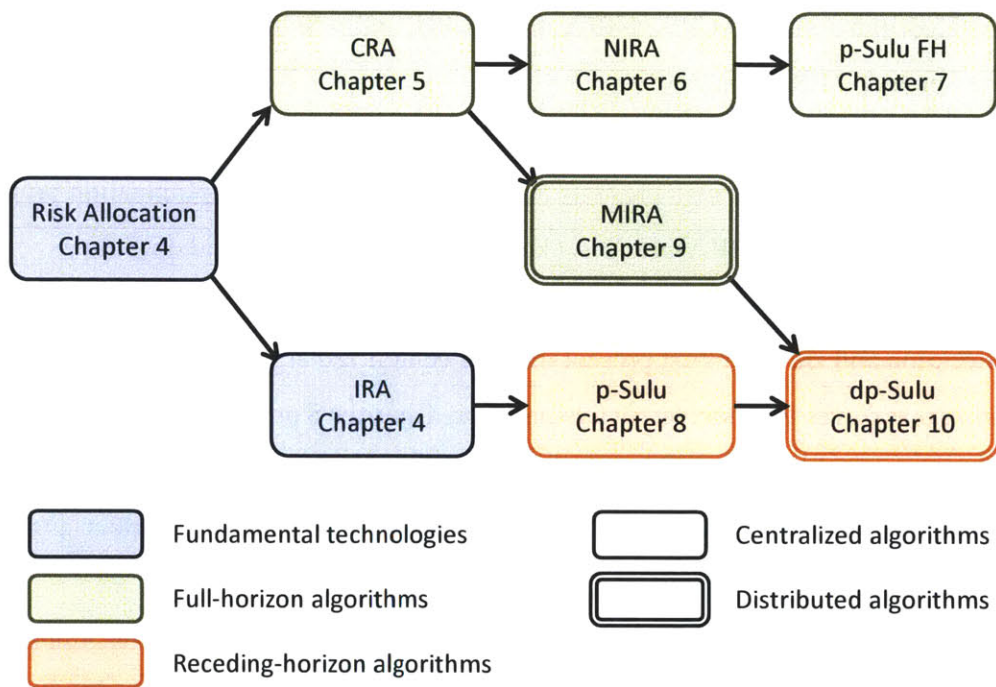 CRA
Chapter 5
NIRA
Chapter 6
p-Sulu FH
Chapter 7
Risk Allocation
Chapter 4
MIRA
Chapter 9
IRA
Chapter 4
p-Sulu
Chapter 8
dp-Sulu
Chapter 10
Fundamental technologies
Centralized algorithms
Full-horizon algorithms
Distributed algorithms
Receding-horizon algorithms